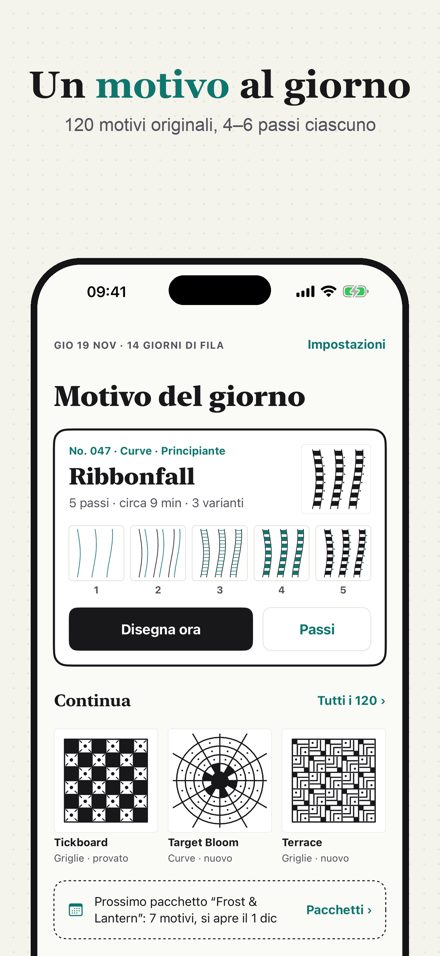 Un motivo al giorno
120 motivi originali, 4–6 passi ciascuno
09:41
GIO 19 NOV · 14 GIORNI DI FILA
Impostazioni
Motivo del giorno
No. 047 · Curve · Principiante
Ribbonfall
5 passi · circa 9 min · 3 varianti
1 2 3 4 5
Disegna ora
Passi
Continua
Tutti i 120 ›
Tickboard
Griglie · provato
Target Bloom
Curve · nuovo
Terrace
Griglie · nuovo
Prossimo pacchetto “Frost &
Lantern”: 7 motivi, si apre il 1 dic
Pacchetti ›